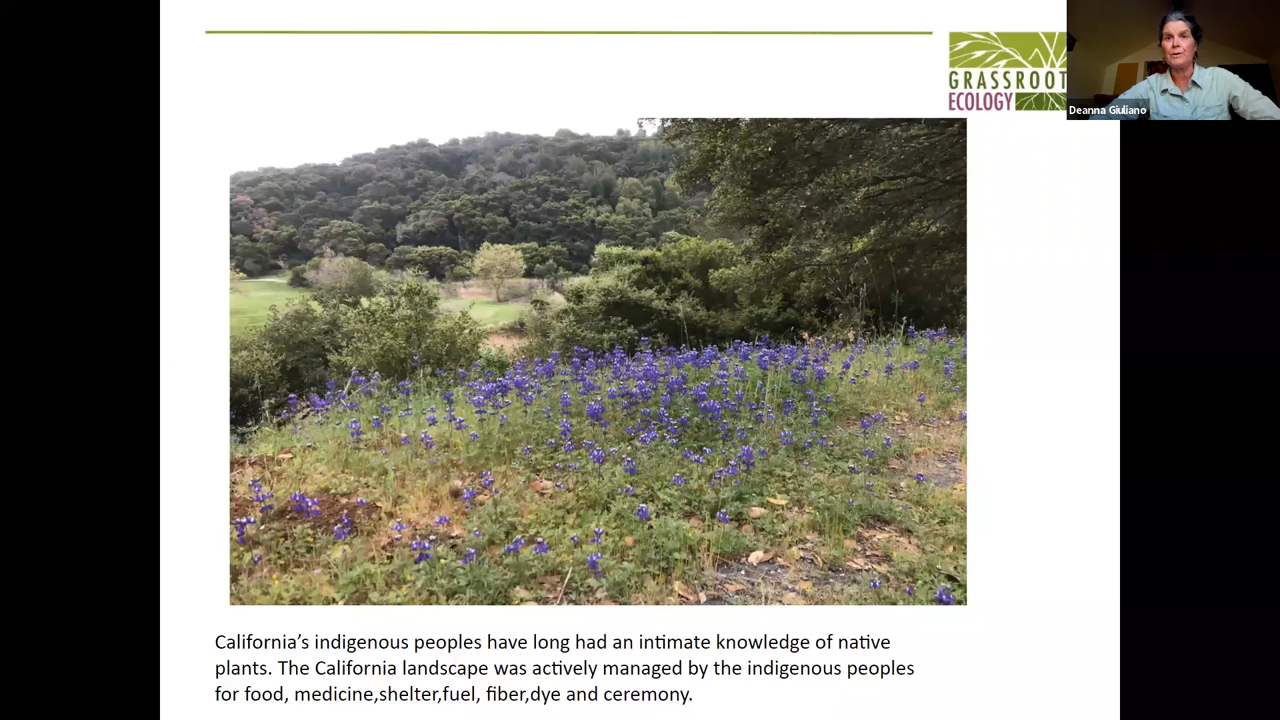 GRASSROOT
ECOLOGY
Deanna Giuliano
California’s indigenous peoples have long had an intimate knowledge of native
plants. The California landscape was actively managed by the indigenous peoples
for food, medicine,shelter,fuel, fiber,dye and ceremony.